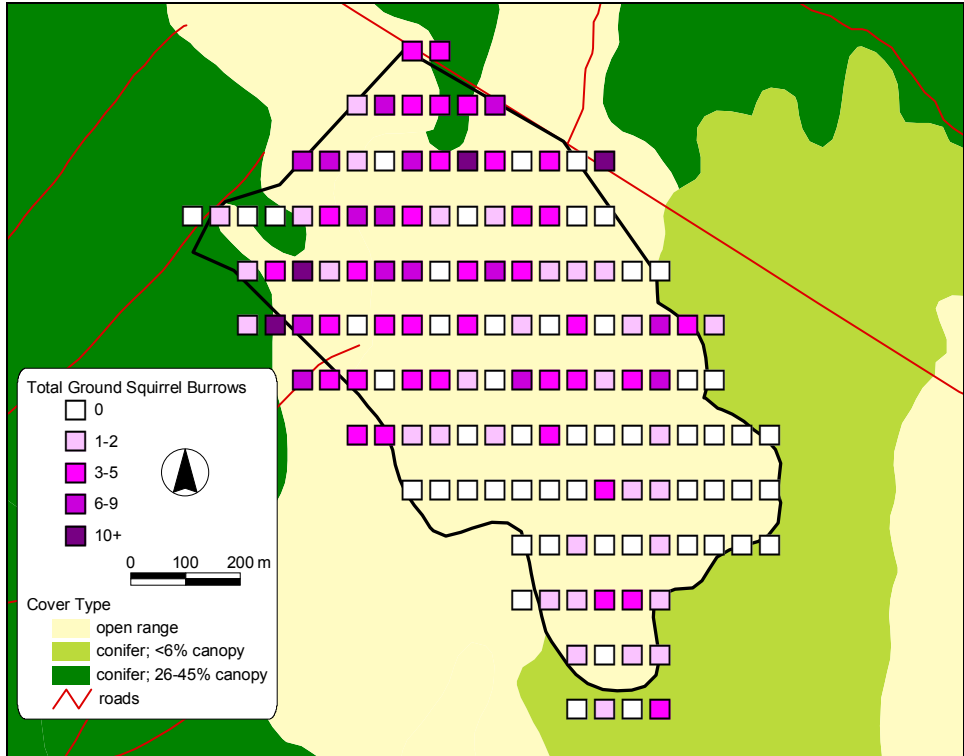 Total Ground Squirrel Burrows
0
1-2
3-5
6-9
10+
0 100 200 m
Cover Type
open range
conifer; <6% canopy
conifer; 26-45% canopy
roads